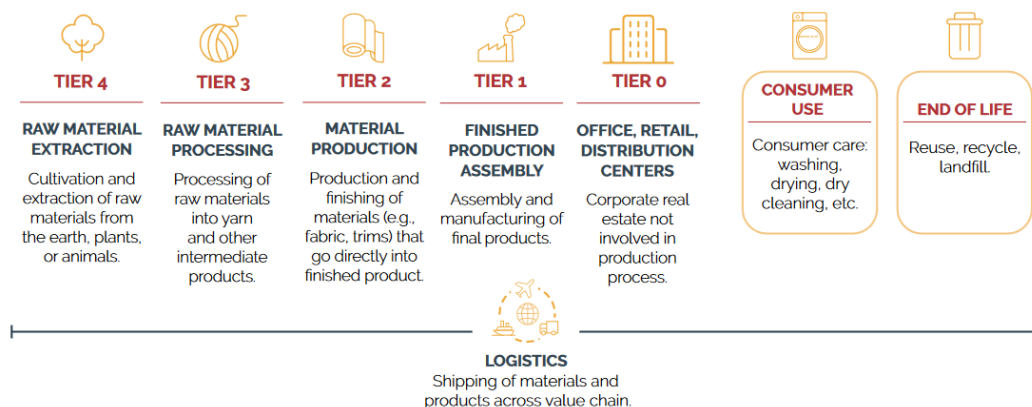 TIER 4
RAW MATERIAL
EXTRACTION
Cultivation and
extraction of raw
materials from
the earth, plants,
or animals.
TIER 3
RAW MATERIAL
PROCESSING
Processing of
raw materials
into yarn
and other
intermediate
products.
TIER 2
MATERIAL
PRODUCTION
Production and
finishing of
materials (e.g.,
fabric, trims) that
go directly into
finished product.
TIER 1
FINISHED
PRODUCTION
ASSEMBLY
Assembly and
manufacturing of
final products.
TIER 0
OFFICE, RETAIL,
DISTRIBUTION
CENTERS
Corporate real
estate not
involved in
production
process.
CONSUMER
USE
Consumer care:
washing,
drying, dry
cleaning, etc.
END OF LIFE
Reuse, recycle,
landfill.
LOGISTICS
Shipping of materials and
products across value chain.